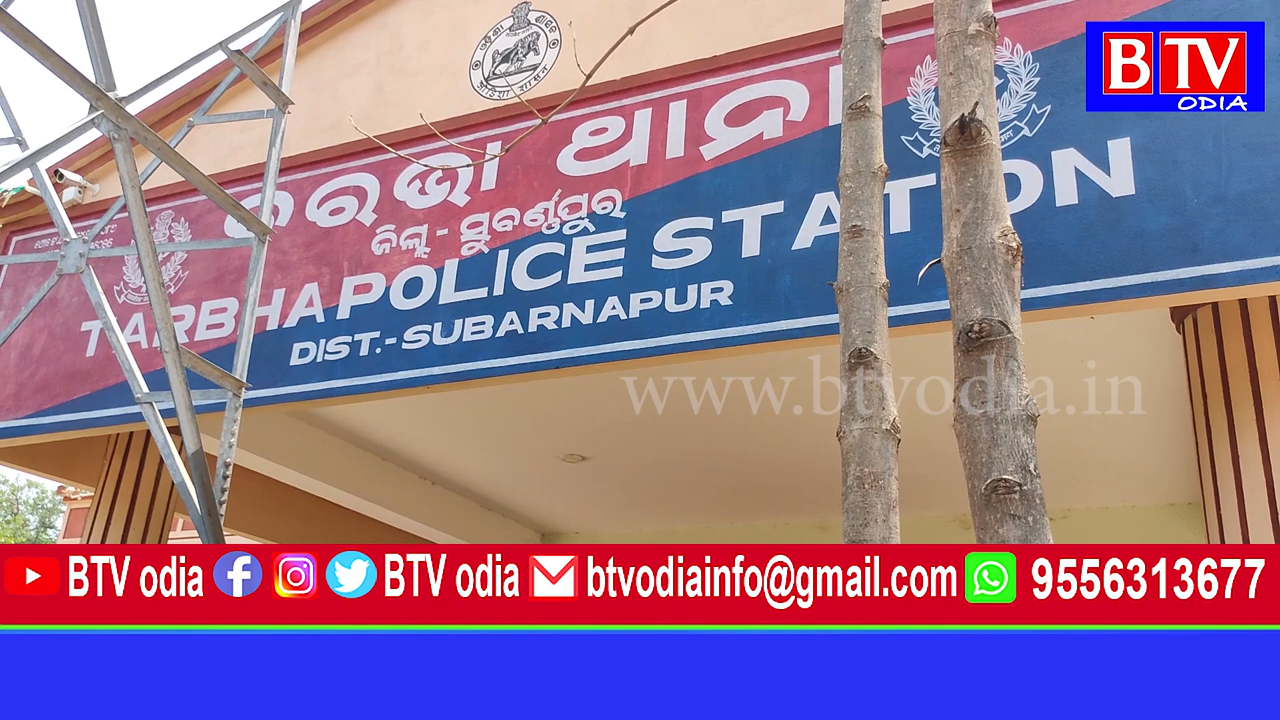 BTV
ODIA
ତରଭା ଥାନା
ଜିଲ୍ଲା - ସୁବର୍ଣ୍ଣପୁର
TARBHA POLICE STATION
DIST.:-SUBARNAPUR
www.btvodia.in
BTV odia BTV odia btvodiainfo@gmail.com 9556313677